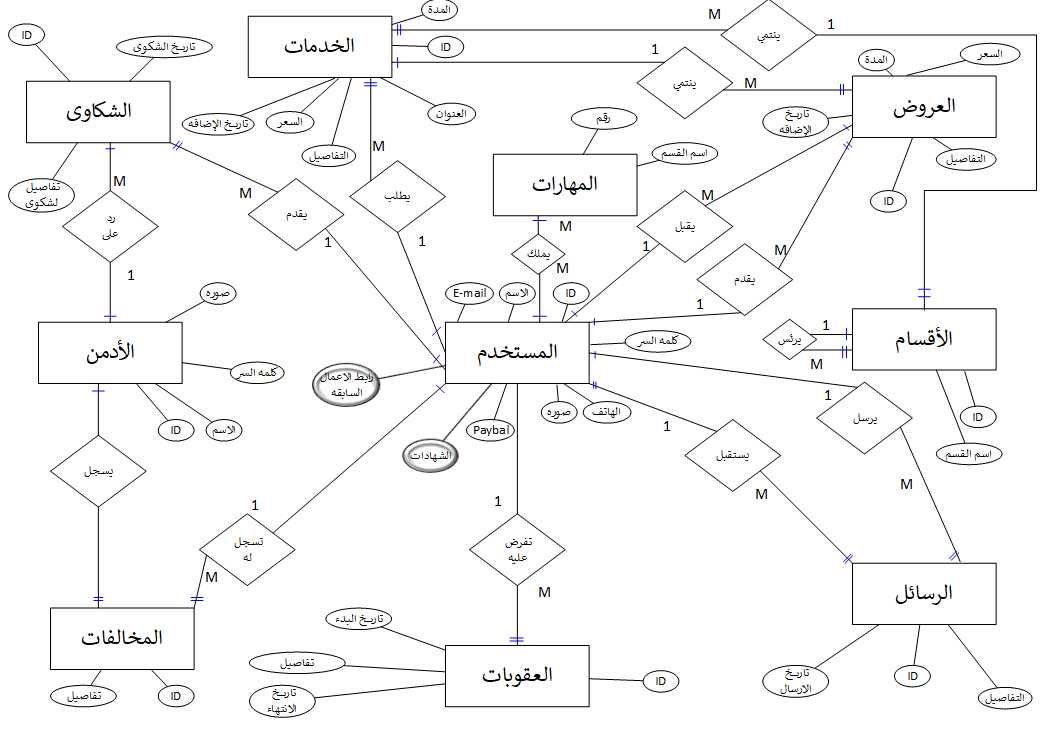 المدة
M
1
ينتمي
ID
تاريخ الشكوى
الخدمات
ID
1
ينتمي
M
المدة
السعر
الشكاوى
العروض
تاريخ الإضافه
السعر
العنوان
رقم
تاريخ
الإضافه
التفاصيل
M
اسم القسم
التفاصيل
M
تفاصيل
لشكوى
M
يطلب
المهارات
M
ID
رد
على
يقدم
1
1
M
يقبل
1
يملك
M
M
يقدم
1
1
صوره
E-mail
الاسم
ID
الأدمن
المستخدم
كلمه السر
يرئس
1
M
الأقسام
كلمه السر
رابط الاعمال
السابقه
ID
الاسم
Paybal
صوره
الهاتف
1
1
يرسل
ID
اسم القسم
الشهادات
يستقبل
M
M
يسجل
1
1
تسجل
له
M
تفرض
عليه
M
الرسائل
المخالفات
تاريخ البدء
تفاصيل
العقوبات
ID
تاريخ
الانتهاء
تفاصيل
ID
تاريخ
الارسال
ID
التفاصيل